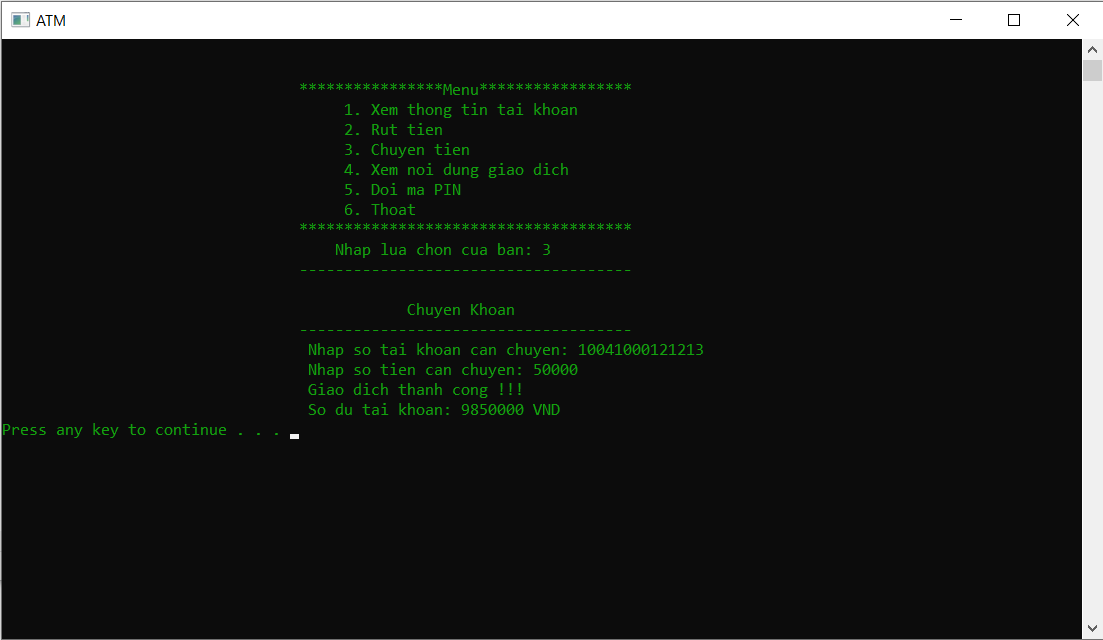 ATM
****************Menu*****************
1. Xem thong tin tai khoan
2. Rut tien
3. Chuyen tien
4. Xem noi dung giao dich
5. Doi ma PIN
6. Thoat
*************************************
Nhap lua chon cua ban: 3
-------------------------------------
Chuyen Khoan
-------------------------------------
Nhap so tai khoan can chuyen: 10041000121213
Nhap so tien can chuyen: 50000
Giao dich thanh cong !!!
So du tai khoan: 9850000 VND
Press any key to continue . . .